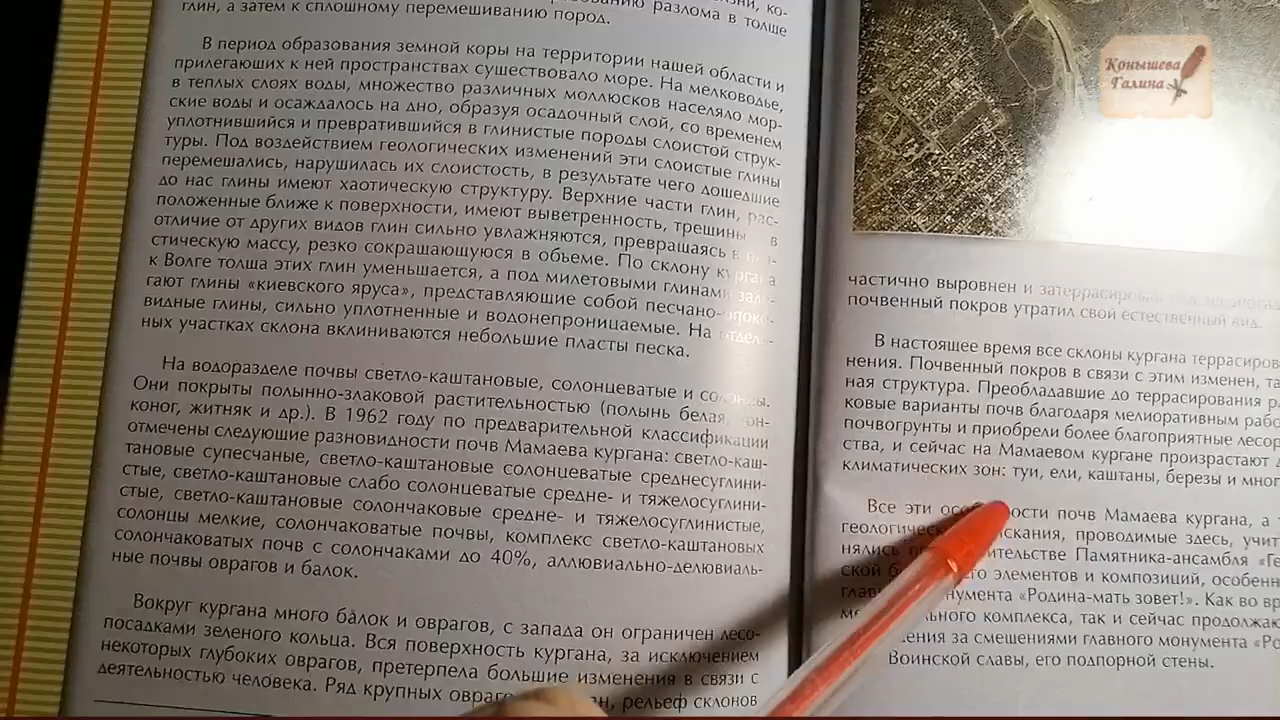 разлома в толще
глин, а затем к сплошному перемешиванию пород.
В период образования земной коры на территории нашей области и
прилегающих к ней пространствах существовало море. На мелководье,
в теплых слоях воды, множество различных моллюсков населяло мор-
ские воды и осаждалось на дно, образуя осадочный слой, со временем
уплотнившийся и превратившийся в глинистые породы слоистой струк-
туры. Под воздействием геологических изменений эти слоистые глины
перемешались, нарушилась их слоистость, в результате чего дошедшие
до нас глины имеют хаотическую структуру. Верхние части глин, рас-
положенные ближе к поверхности, имеют выветренность, трещины в
отличие от других видов глин сильно увлажняются, превращаясь в
стическую массу, резко сокращающуюся в объеме. По склону кургана
к Волге толща этих глин уменьшается, а под милетовыми глинами
гают глины «киевского яруса», представляющие собой песчано-опоко-
видные глины, сильно уплотненные и водонепроницаемые. На отдель-
ных участках склона вклиниваются небольшие пласты песка.
На водоразделе почвы светло-каштановые, солонцеватые и солонцы.
Они покрыты полынно-злаковой растительностью (полынь белая,
коног, житняк и др.). В 1962 году по предварительной классификации
отмечены следующие разновидности почв Мамаева кургана: светло-каш-
тановые супесчаные, светло-каштановые солонцеватые среднесуглини-
стые, светло-каштановые слабо солонцеватые средне- и тяжелосуглини-
стые, светло-каштановые солончаковые средне- и тяжелосуглинистые,
солонцы мелкие, солончаковатые почвы, комплекс светло-каштановых
солончаковатых почв с солончаками до 40%, аллювиально-делювиаль-
ные почвы оврагов и балок.
Вокруг кургана много балок и оврагов, с запада он ограничен лесо-
посадками зеленого кольца. Вся поверхность кургана, за исключением
некоторых глубоких оврагов, претерпела большие изменения в связи с
деятельностью человека. Ряд крупных рельеф склонов
Конышева
Галина
частично выровнен и
почвенный покров утратил свой естественный вид.
В настоящее время все склоны кургана
нения. Почвенный покров в связи с этим изменен,
ная структура. Преобладавшие до террасирования
ковые варианты почв благодаря мелиоративным
почвогрунты и приобрели более благоприятные
ства, и сейчас на Мамаевом кургане произрастают
климатических зон: туи, ели, каштаны, березы и
Все эти почв Мамаева кургана, а
проводимые здесь,
Памятника-ансамбля
элементов и композиций,
«Родина-мать зовет!». Как во
комплекса, так и сейчас
за смещениями главного монумента
Воинской славы, его подпорной стены.